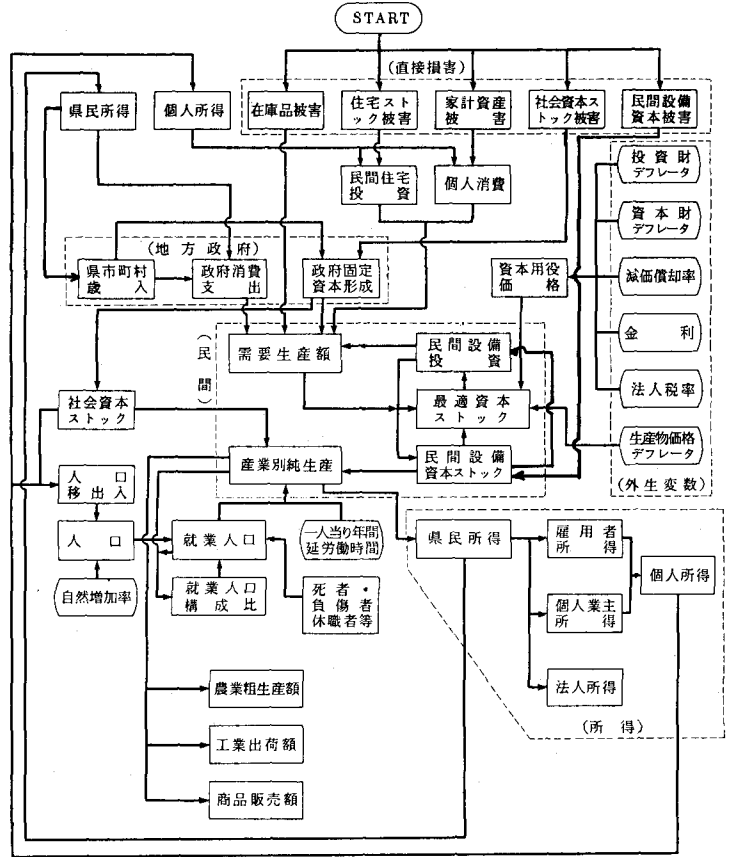 START
(直接損害)
県民所得
個人所得
在庫品被害
住宅スト
ック被害
家計資産
被害
社会資本ス
トック被害
民間設備
資本被害
民間住宅
投資
個人消費
投資財
デフレータ
資本財
デフレータ
減価償却率
金利
法人税率
生産物価格
デフレータ
(外生変数)
(地方政府)
県市町村
歳入
政府消費
支出
政府固定
資本形成
資本用役
価格
(民間)
需要生産額
民間設備
投資
最適資本
ストック
民間設備
資本ストック
社会資本
ストック
産業別純生産
人口
移出入
人口
自然増加率
就業人口
就業人口
構成比
一人当り年間
延労働時間
死者・
負傷者
休職者等
県民所得
雇用者
所得
個人業主
所得
法人所得
個人所得
(所得)
農業粗生産額
工業出荷額
商品販売額